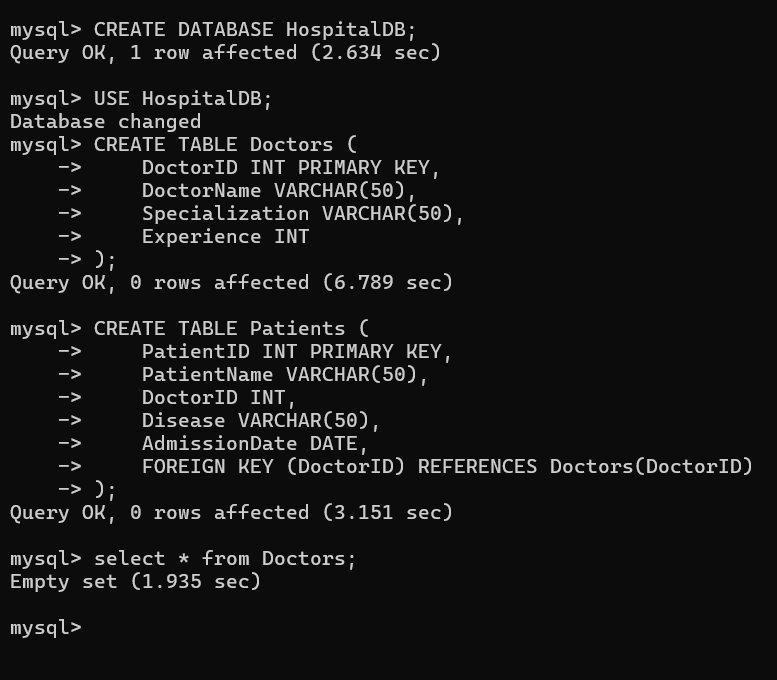 mysql> CREATE DATABASE HospitalDB;
Query OK, 1 row affected (2.634 sec)

mysql> USE HospitalDB;
Database changed
mysql> CREATE TABLE Doctors (
    ->     DoctorID INT PRIMARY KEY,
    ->     DoctorName VARCHAR(50),
    ->     Specialization VARCHAR(50),
    ->     Experience INT
    -> );
Query OK, 0 rows affected (6.789 sec)

mysql> CREATE TABLE Patients (
    ->     PatientID INT PRIMARY KEY,
    ->     PatientName VARCHAR(50),
    ->     DoctorID INT,
    ->     Disease VARCHAR(50),
    ->     AdmissionDate DATE,
    ->     FOREIGN KEY (DoctorID) REFERENCES Doctors(DoctorID)
    -> );
Query OK, 0 rows affected (3.151 sec)

mysql> select * from Doctors;
Empty set (1.935 sec)

mysql>